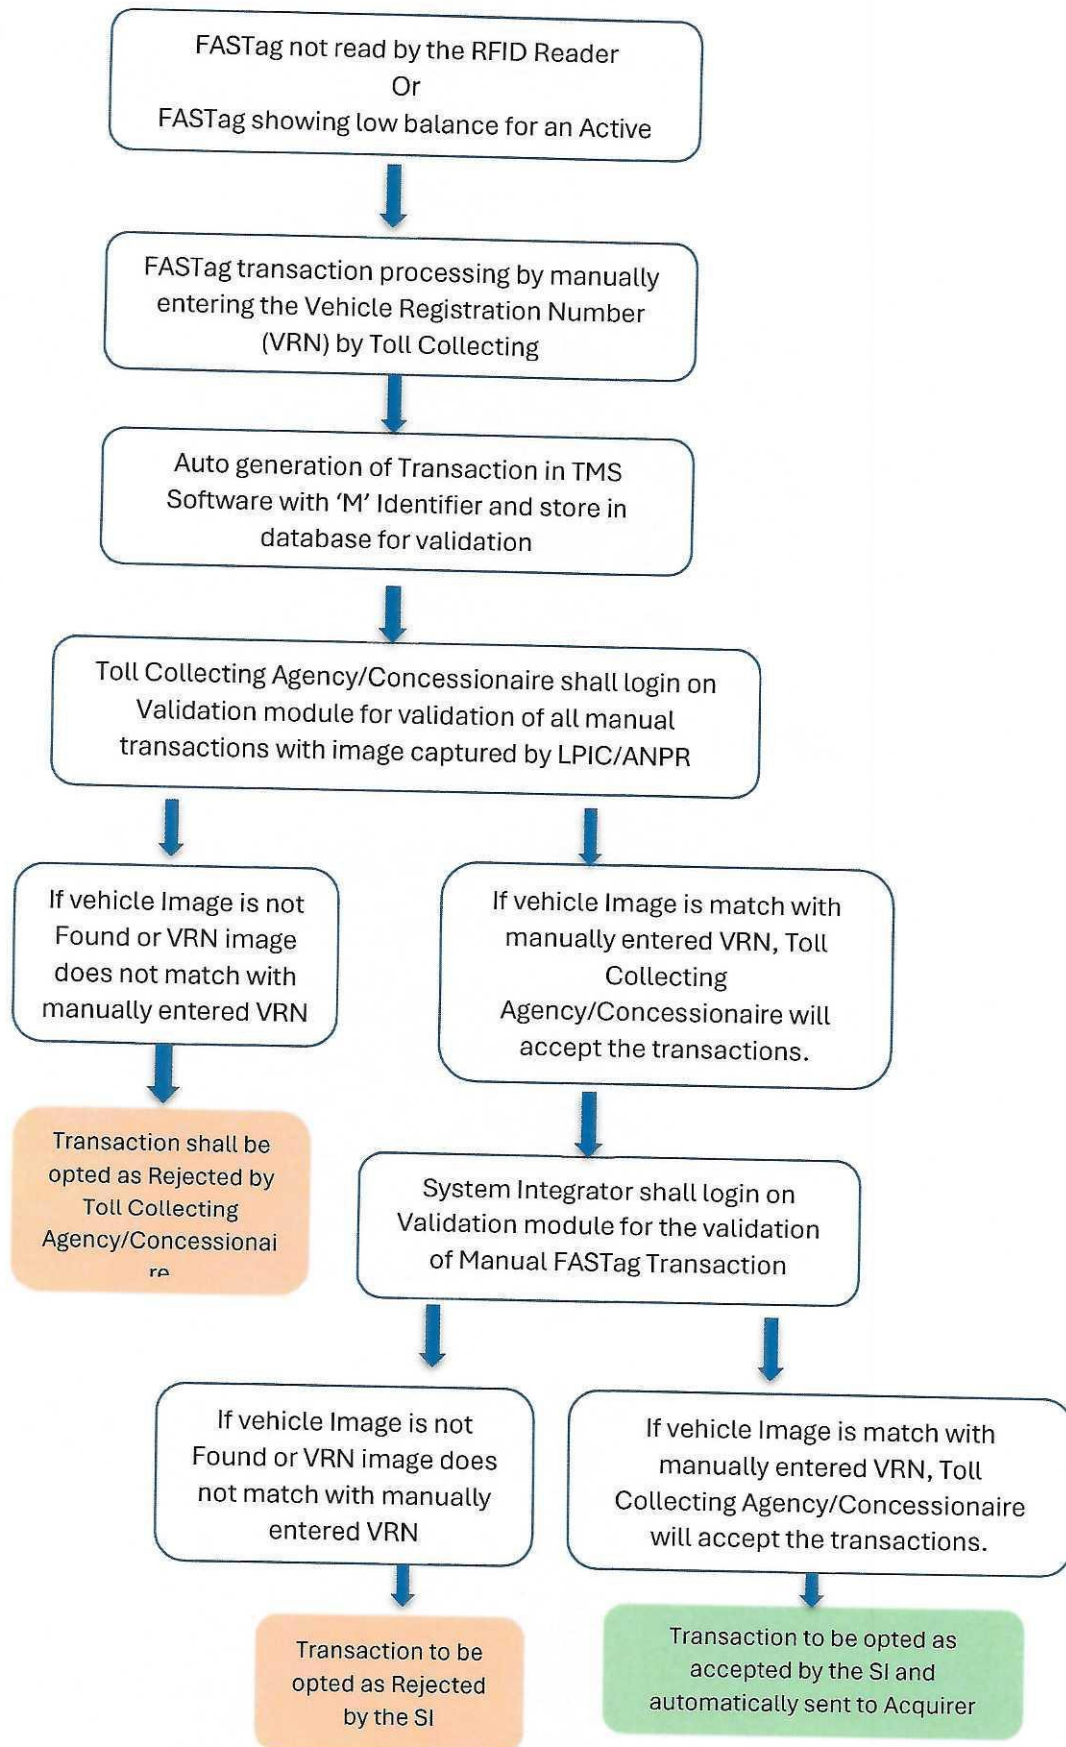 FASTag not read by the RFID Reader
Or
FASTag showing low balance for an Active
FASTag transaction processing by manually
entering the Vehicle Registration Number
(VRN) by Toll Collecting
Auto generation of Transaction in TMS
Software with ‘M’ Identifier and store in
database for validation
Toll Collecting Agency/Concessionaire shall login on
Validation module for validation of all manual
transactions with image captured by LPIC/ANPR
If vehicle Image is not
Found or VRN image
does not match with
manually entered VRN
If vehicle Image is match with
manually entered VRN, Toll
Collecting
Agency/Concessionaire will
accept the transactions.
Transaction shall be
opted as Rejected by
Toll Collecting
Agency/Concessionai
re
System Integrator shall login on
Validation module for the validation
of Manual FASTag Transaction
If vehicle Image is not
Found or VRN image does
not match with manually
entered VRN
If vehicle Image is match with
manually entered VRN, Toll
Collecting Agency/Concessionaire
will accept the transactions.
Transaction to be
opted as Rejected
by the SI
Transaction to be opted as
accepted by the SI and
automatically sent to Acquirer